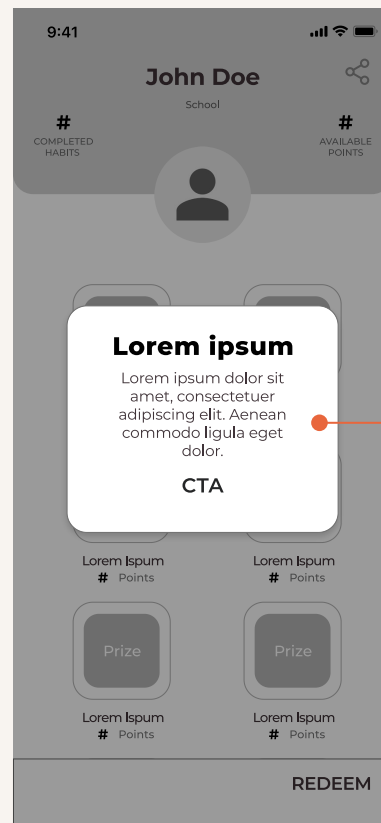 9:41
John Doe
School
#
COMPLETED
HABITS
#
AVAILABLE
POINTS
Lorem ipsum
Lorem ipsum dolor sit
amet, consectetuer
adipiscing elit. Aenean
commodo ligula eget
dolor.
CTA
Lorem Ispum
# Points
Lorem Ispum
# Points
Prize
Prize
Lorem Ispum
# Points
Lorem Ispum
# Points
REDEEM